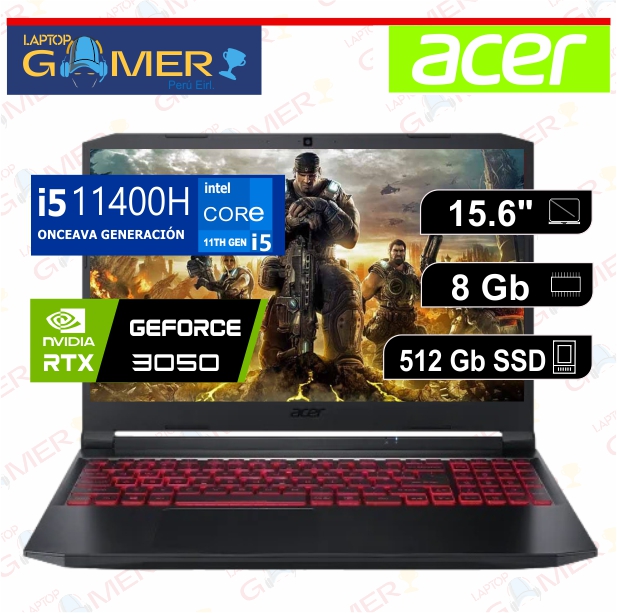 LAPTOP
GAMER
Perú Eirl.
acer
i5 11400H
ONCEAVA GENERACIÓN
intel
CORe
11TH GEN i5
15.6"
8 Gb
NVIDIA
RTX
GEFORCE
3050
512 Gb SSD
acer